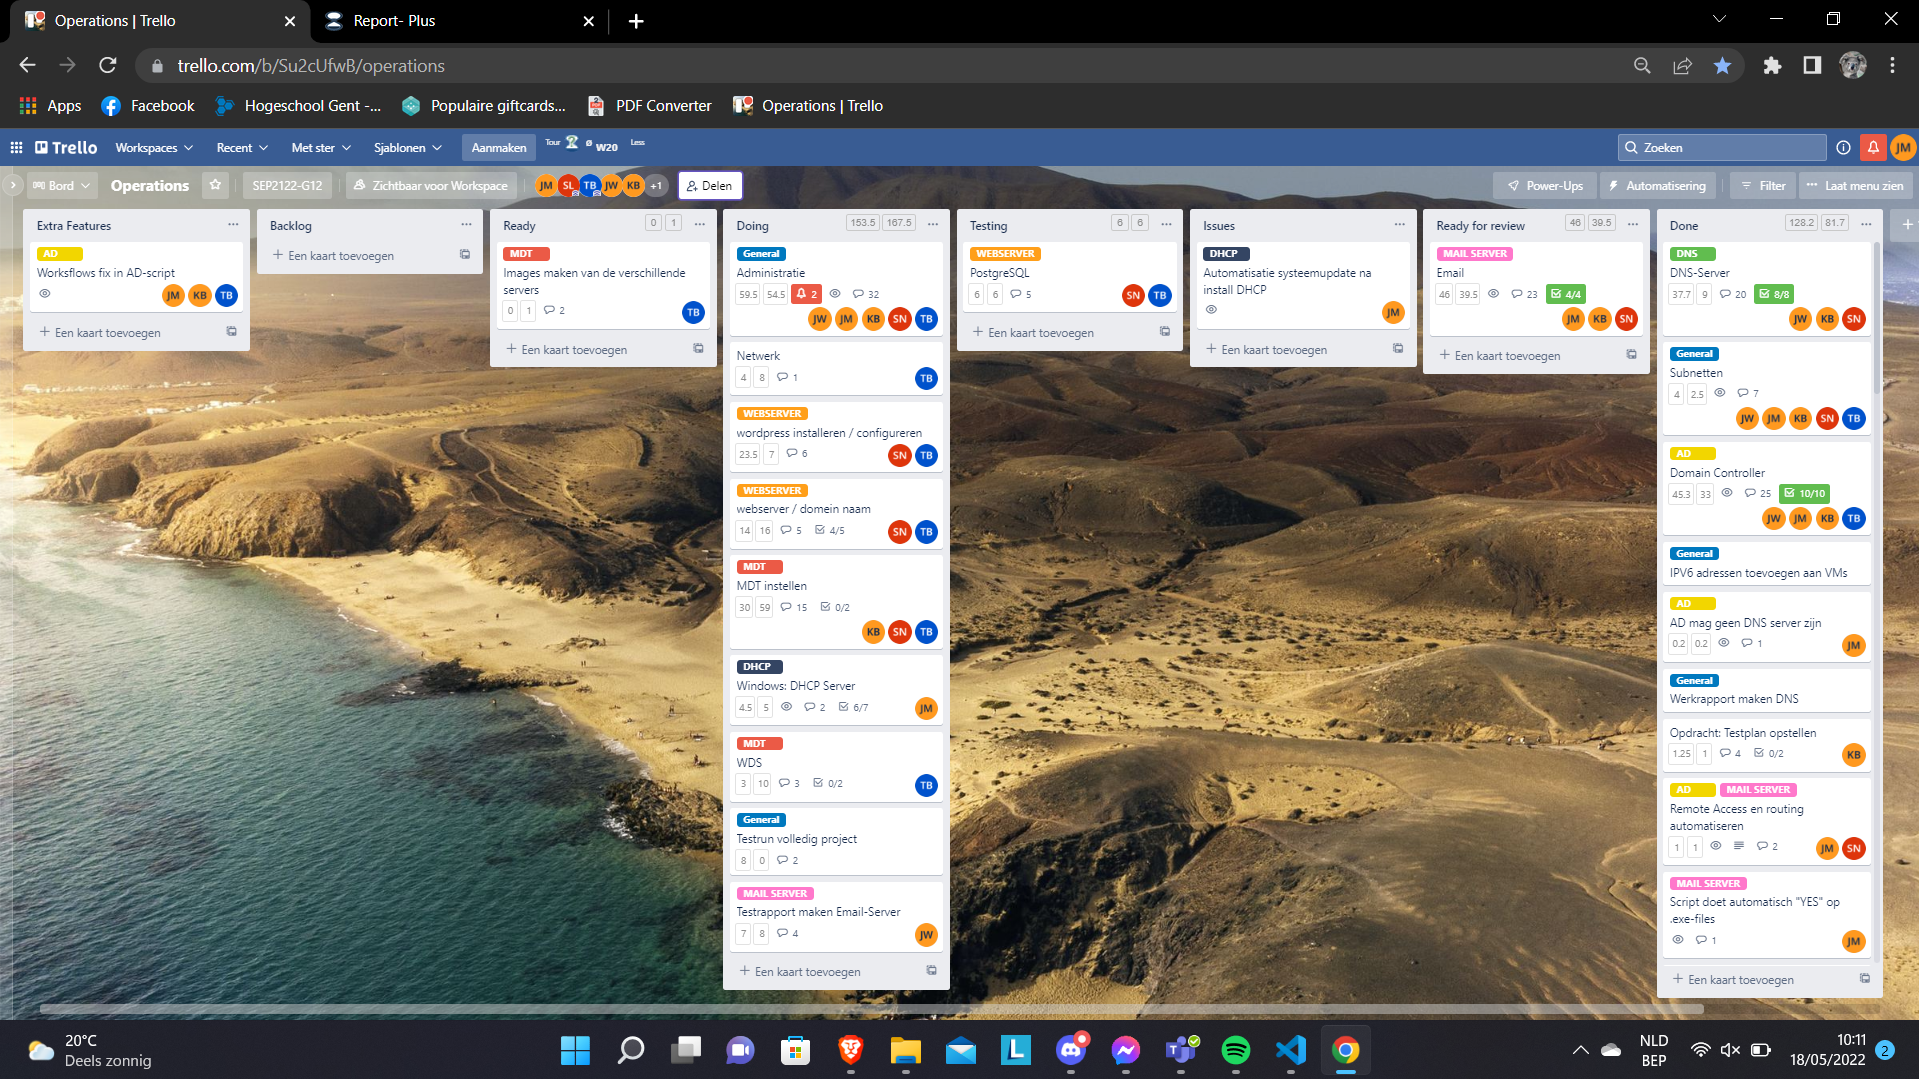 Operations | Trello
Report- Plus
trello.com/b/Su2cUfwB/operations
Apps
Facebook
Hogeschool Gent -...
Populaire giftcards...
PDF Converter
Operations | Trello
Trello
Workspaces
Recent
Met ster
Sjablonen
Aanmaken
Tour
Ø W20
Less
Zoeken
JM
Bord
Operations
SEP2122-G12
Zichtbaar voor Workspace
JM SL TB JW KB +1
Delen
Power-Ups
Automatisering
Filter
Laat menu zien
Extra Features
AD
Worksflows fix in AD-script
JM KB TB
Een kaart toevoegen
Backlog
Een kaart toevoegen
Ready 0 1
MDT
Images maken van de verschillende
servers
0 1 2
TB
Een kaart toevoegen
Doing 153.5 167.5
General
Administratie
59.5 54.5 2 32
JW JM KB SN TB
Netwerk
4 8 1
TB
WEBSERVER
wordpress installeren / configureren
23.5 7 6
SN TB
WEBSERVER
webserver / domein naam
14 16 5 4/5
SN TB
MDT
MDT instellen
30 59 15 0/2
KB SN TB
DHCP
Windows: DHCP Server
4.5 5 2 6/7
JM
MDT
WDS
3 10 3 0/2
TB
General
Testrun volledig project
8 0 2
MAIL SERVER
Testrapport maken Email-Server
7 8 4
JW
Een kaart toevoegen
Testing 6 6
WEBSERVER
PostgreSQL
6 6 5
SN TB
Een kaart toevoegen
Issues
DHCP
Automatisatie systeemupdate na
install DHCP
JM
Een kaart toevoegen
Ready for review 46 39.5
MAIL SERVER
Email
46 39.5 23 4/4
JM KB SN
Een kaart toevoegen
Done 128.2 81.7
DNS
DNS-Server
37.7 9 20 8/8
JW KB SN
General
Subnetten
4 2.5 7
JW JM KB SN TB
AD
Domain Controller
45.3 33 25 10/10
JW JM KB TB
General
IPV6 adressen toevoegen aan VMs
AD
AD mag geen DNS server zijn
0.2 0.2 1
JM
General
Werkrapport maken DNS
Opdracht: Testplan opstellen
1.25 1 4 0/2
KB
AD MAIL SERVER
Remote Access en routing
automatiseren
1 1 2
JM SN
MAIL SERVER
Script doet automatisch "YES" op
.exe-files
1
JM
Een kaart toevoegen
20°C
Deels zonnig
L
NLD
BEP
10:11
18/05/2022
2